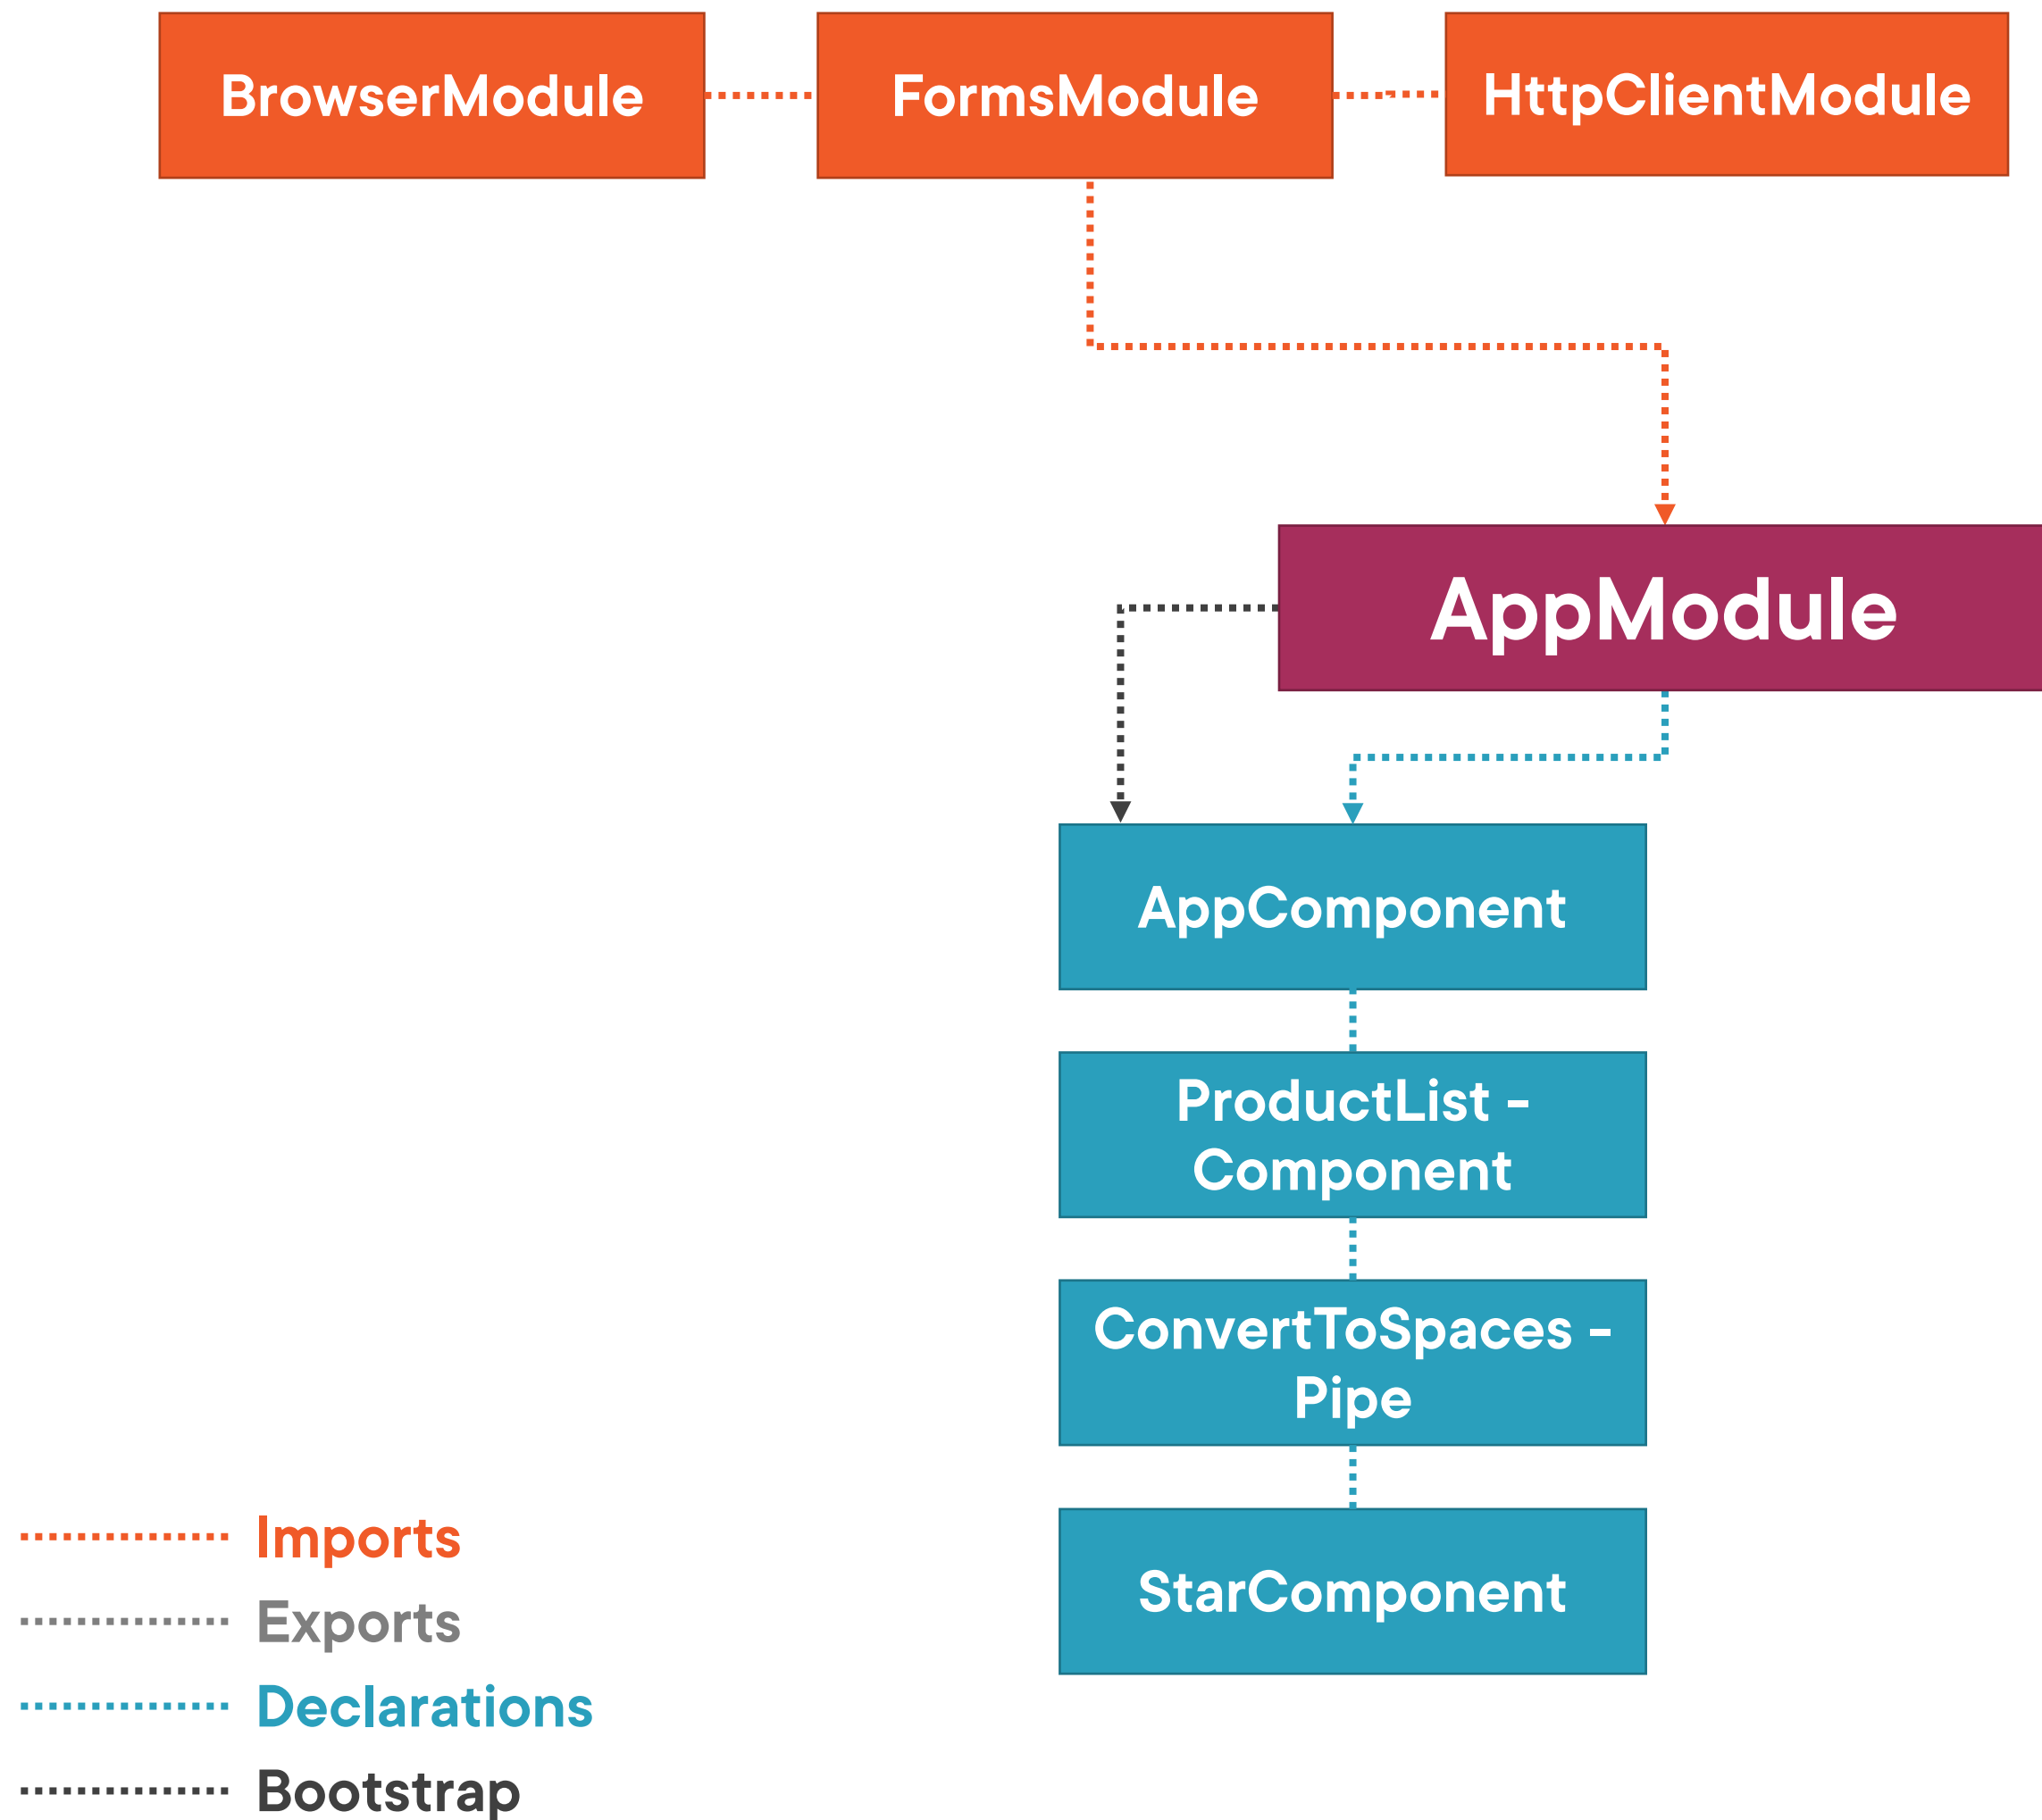 BrowserModule
FormsModule
HttpClientModule
AppModule
AppComponent
ProductList -
Component
ConvertToSpaces -
Pipe
StarComponent
Imports
Exports
Declarations
Bootstrap